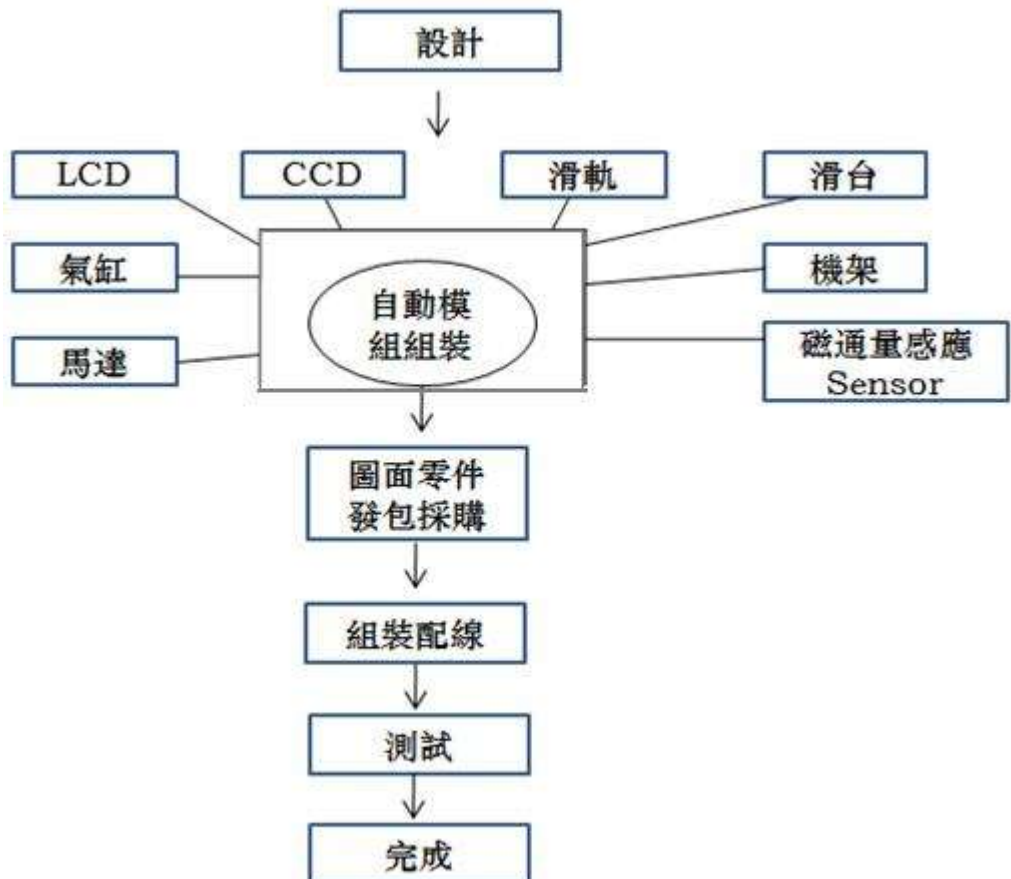 設計
LCD
CCD
滑軌
滑台
氣缸
機架
自動模
組組裝
馬達
磁通量感應
Sensor
圖面零件
發包採購
組裝配線
測試
完成